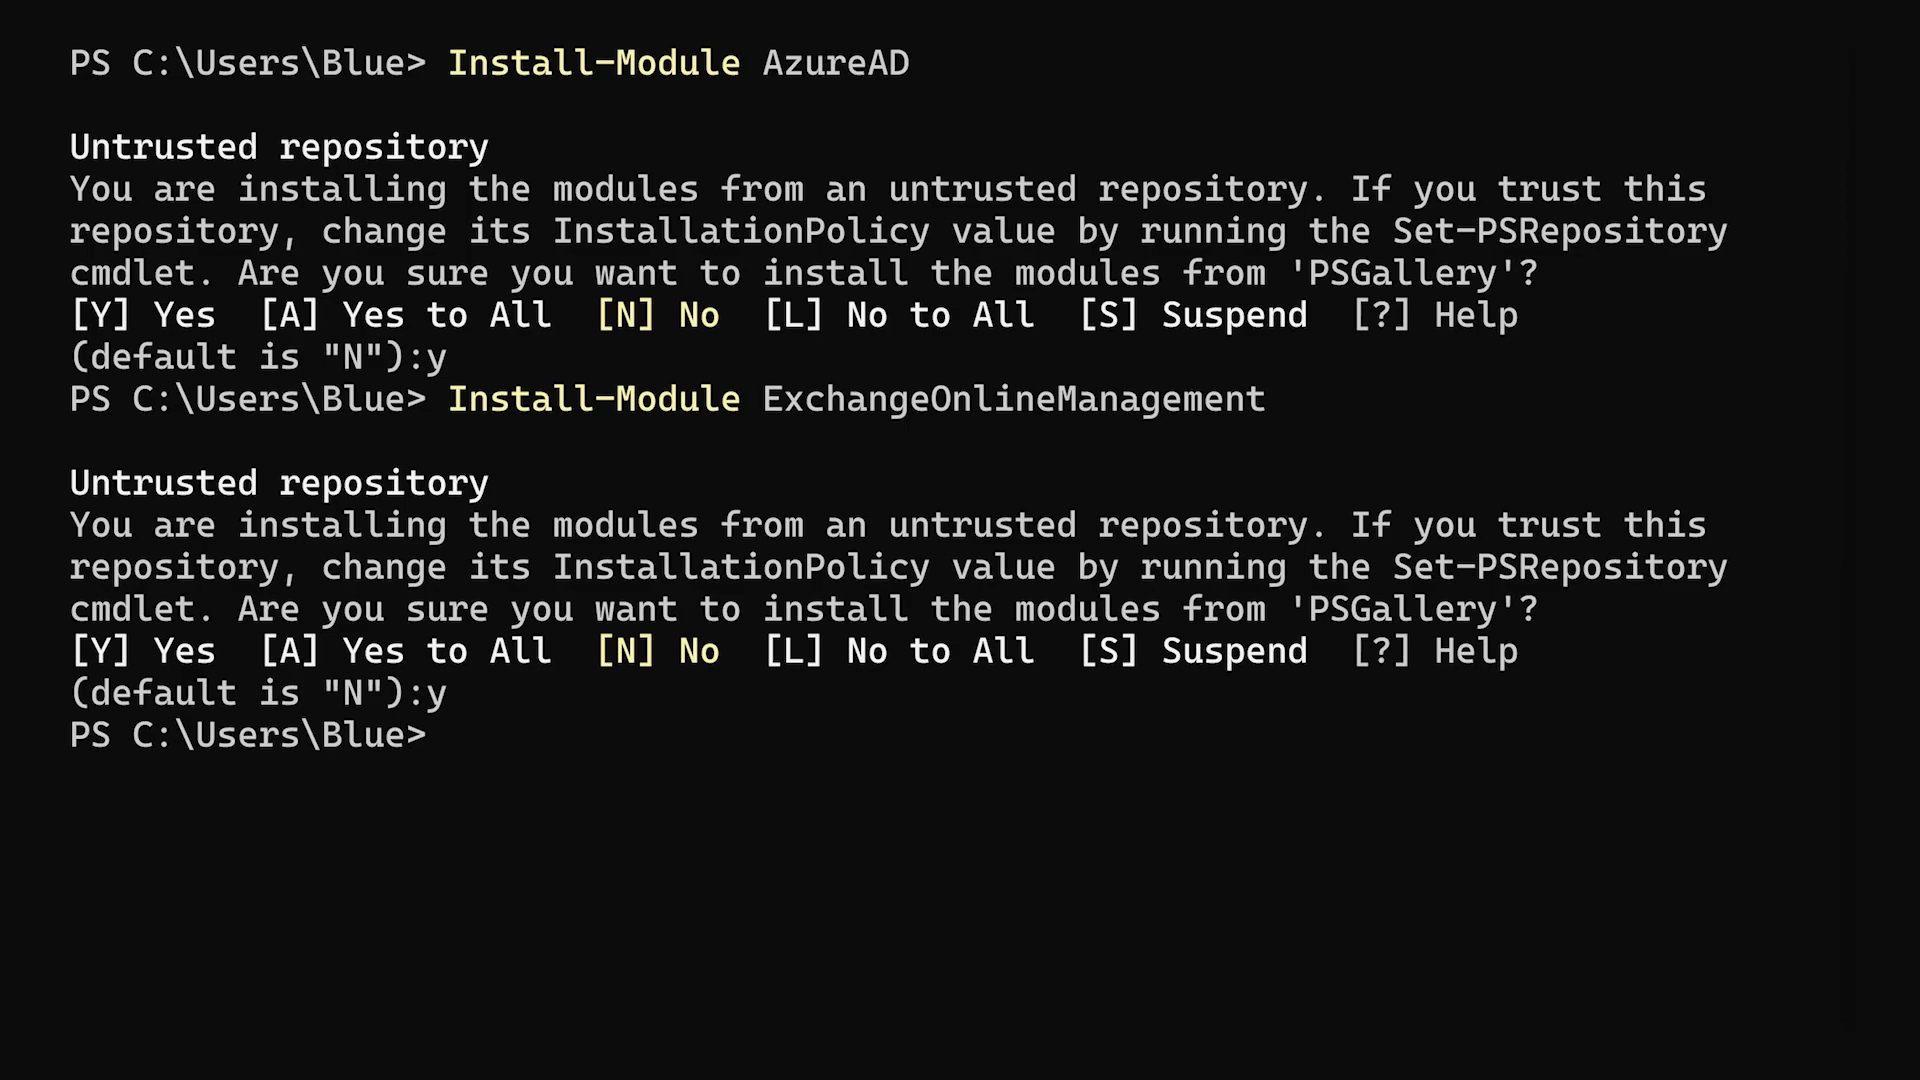 PS C:\Users\Blue> Install-Module AzureAD
Untrusted repository
You are installing the modules from an untrusted repository. If you trust this
repository, change its InstallationPolicy value by running the Set-PSRepository
cmdlet. Are you sure you want to install the modules from 'PSGallery'?
[Y] Yes  [A] Yes to All  [N] No  [L] No to All  [S] Suspend  [?] Help
(default is "N"):y
PS C:\Users\Blue> Install-Module ExchangeOnlineManagement
Untrusted repository
You are installing the modules from an untrusted repository. If you trust this
repository, change its InstallationPolicy value by running the Set-PSRepository
cmdlet. Are you sure you want to install the modules from 'PSGallery'?
[Y] Yes  [A] Yes to All  [N] No  [L] No to All  [S] Suspend  [?] Help
(default is "N"):y
PS C:\Users\Blue>